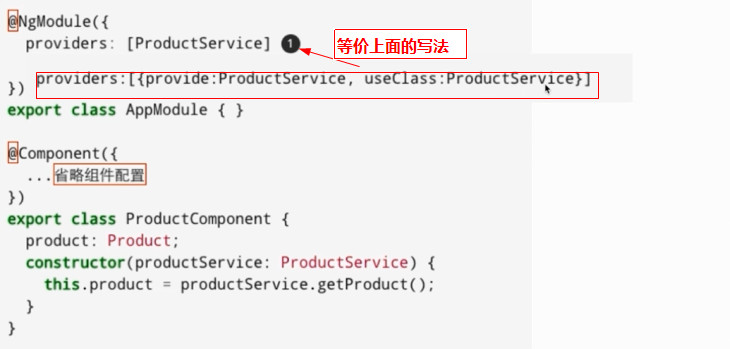 @NgModule({
providers: [ProductService] 1
等价上面的写法
providers:[{provide:ProductService, useClass:ProductService}]
})
export class AppModule { }
@Component({
...省略组件配置
})
export class ProductComponent {
product: Product;
constructor(productService: ProductService) {
this.product = productService.getProduct();
}
}